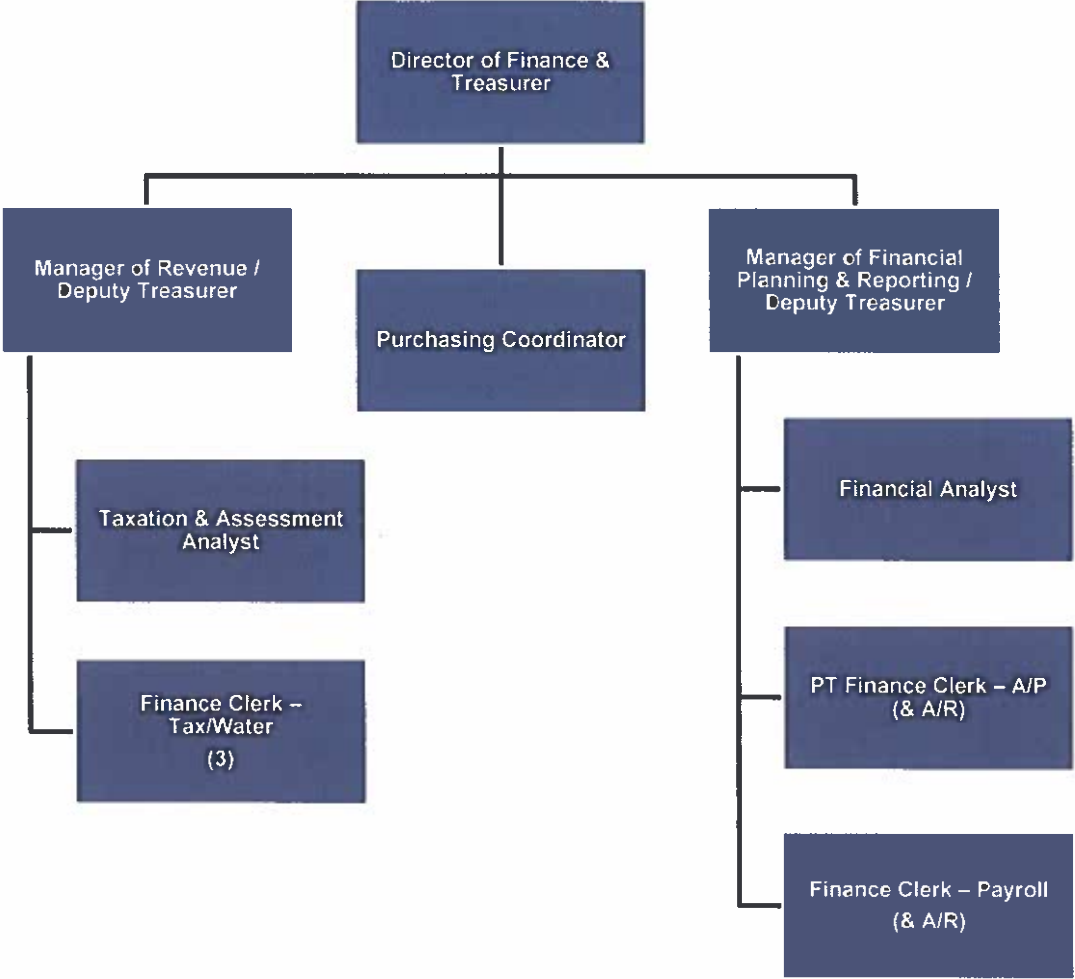 Director of Finance &
Treasurer
Manager of Revenue /
Deputy Treasurer
Purchasing Coordinator
Manager of Financial
Planning & Reporting /
Deputy Treasurer
Taxation & Assessment
Analyst
Finance Clerk –
Tax/Water
(3)
Financial Analyst
PT Finance Clerk – A/P
(& A/R)
Finance Clerk – Payroll
(& A/R)